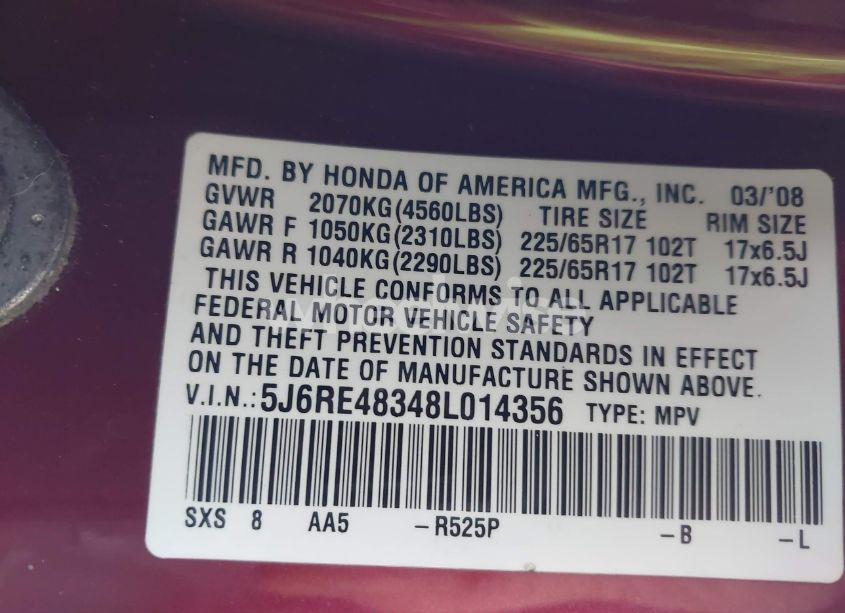 MFD. BY HONDA OF AMERICA MFG., INC. 03/'08
GVWR 2070KG(4560LBS) TIRE SIZE RIM SIZE
GAWR F 1050KG(2310LBS) 225/65R17 102T 17x6.5J
GAWR R 1040KG(2290LBS) 225/65R17 102T 17x6.5J
THIS VEHICLE CONFORMS TO ALL APPLICABLE
FEDERAL MOTOR VEHICLE SAFETY
AND THEFT PREVENTION STANDARDS IN EFFECT
ON THE DATE OF MANUFACTURE SHOWN ABOVE.
V.I.N.: 5J6RE48348L014356 TYPE: MPV
SXS 8 AA5 -R525P -B -L